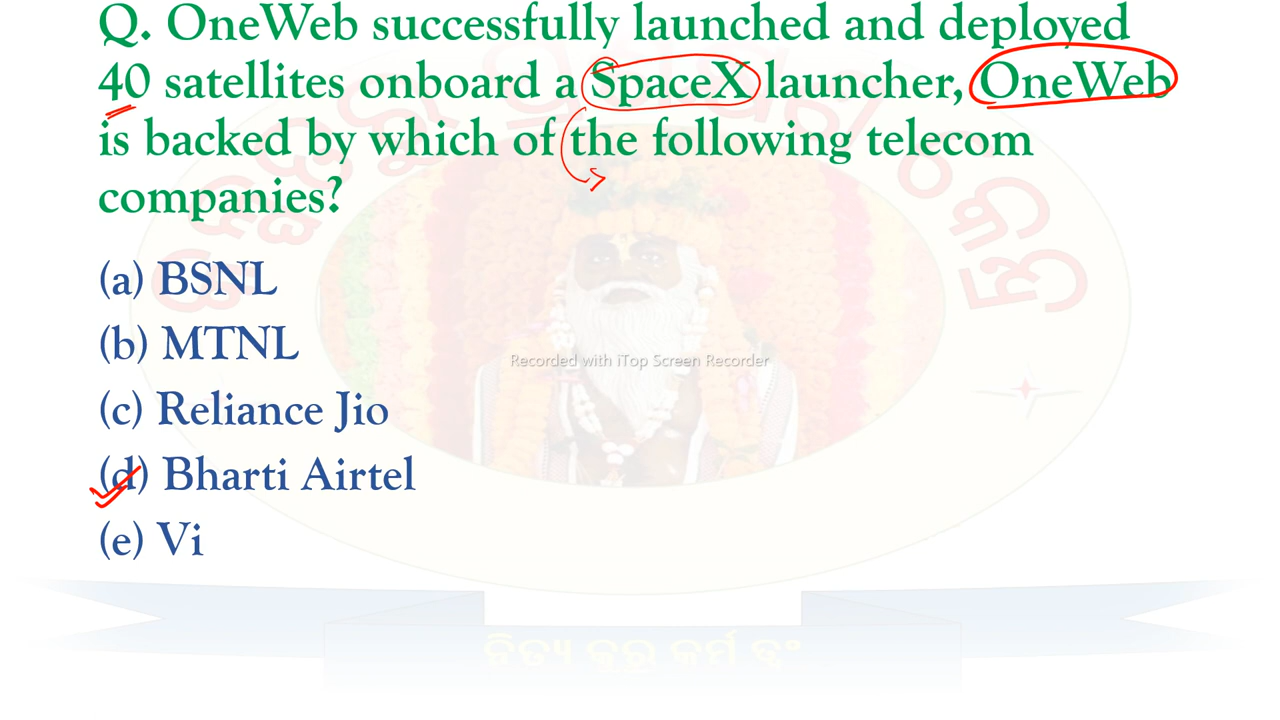 Q. OneWeb successfully launched and deployed
40 satellites onboard a SpaceX launcher, OneWeb
is backed by which of the following telecom
companies?
(a) BSNL
(b) MTNL
(c) Reliance Jio
Recorded with iTop Screen Recorder
(d) Bharti Airtel
(e) Vi